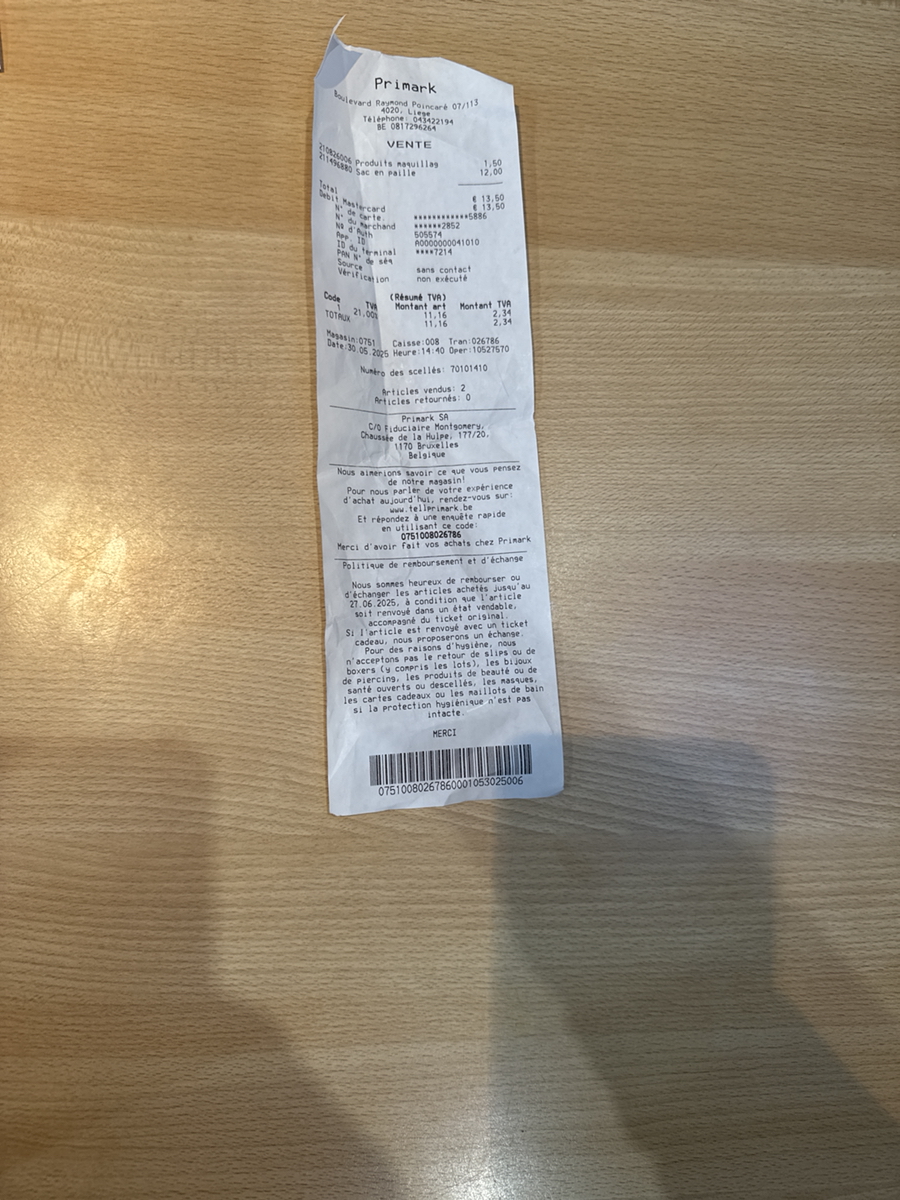 Primark
Boulevard Raymond Poincaré 07/113
4020, Liege
Téléphone: 043422194
BE 0817296264
VENTE
210826006 Produits maquillag 1,50
211496880 Sac en paille 12,00
Total € 13,50
Debit Mastercard € 13,50
N° de carte. ************5886
N° du Marchand ******2852
Nº d'Auth 505574
App. ID A0000000041010
ID du terminal ****7214
PAN N° de séq
Source sans contact
Vérification non exécuté
(Résumé TVA)
Code TVA Montant art Montant TVA
1 21,00% 11,16 2,34
TOTAUX 11,16 2,34
Magasin:0751 Caisse:008 Tran:026786
Date:30.05.2025 Heure:14:40 Oper:10527570
Numéro des scellés: 70101410
Articles vendus: 2
Articles retournés: 0
Primark SA
C/O Fiduciaire Montgomery,
Chaussée de la Hulpe, 177/20,
1170 Bruxelles
Belgique
Nous aimerions savoir ce que vous pensez
de notre magasin!
Pour nous parler de votre expérience
d'achat aujourd'hui, rendez-vous sur:
www.tellprimark.be
Et répondez à une enquête rapide
en utilisant ce code:
0751008026786
Merci d'avoir fait vos achats chez Primark
Politique de remboursement et d'échange
Nous sommes heureux de rembourser ou
d'échanger les articles achetés jusqu'au
27.06.2025, à condition que l'article
soit renvoyé dans un état vendable,
accompagné du ticket original.
Si l'article est renvoyé avec un ticket
cadeau, nous proposerons un échange.
Pour des raisons d'hygiène, nous
n'acceptons pas le retour de slips ou de
boxers (y compris les lots), les bijoux
de piercing, les produits de beauté ou de
santé ouverts ou descellés, les masques,
les cartes cadeaux ou les maillots de bain
si la protection hygiénique n'est pas
intacte.
MERCI
07510080267860001053025006